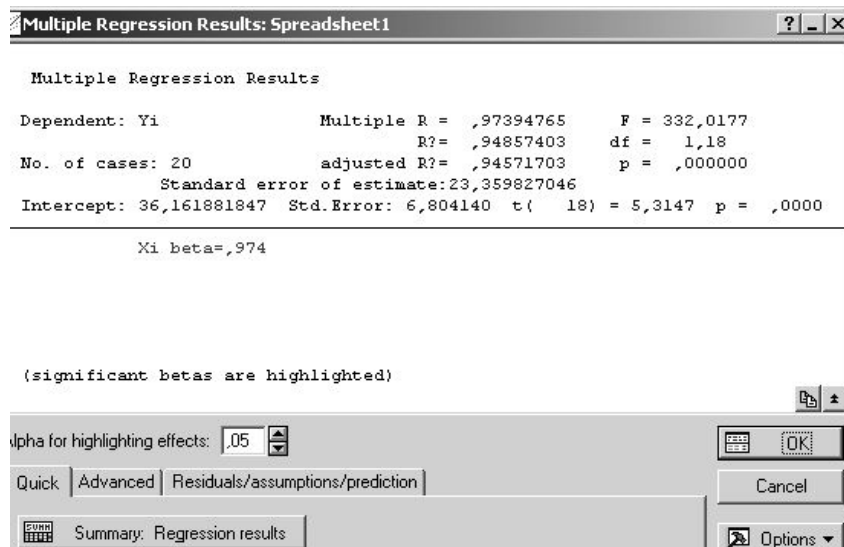 Multiple Regression Results: Spreadsheet1
Multiple Regression Results
Dependent: Yi Multiple R = ,97394765 F = 332,0177
R?= ,94857403 df = 1,18
No. of cases: 20 adjusted R?= ,94571703 p = ,000000
Standard error of estimate:23,359827046
Intercept: 36,161881847 Std.Error: 6,804140 t( 18) = 5,3147 p = ,0000
Xi beta=,974
(significant betas are highlighted)
Alpha for highlighting effects: ,05
OK
Quick Advanced Residuals/assumptions/prediction
Cancel
Summary: Regression results
Options